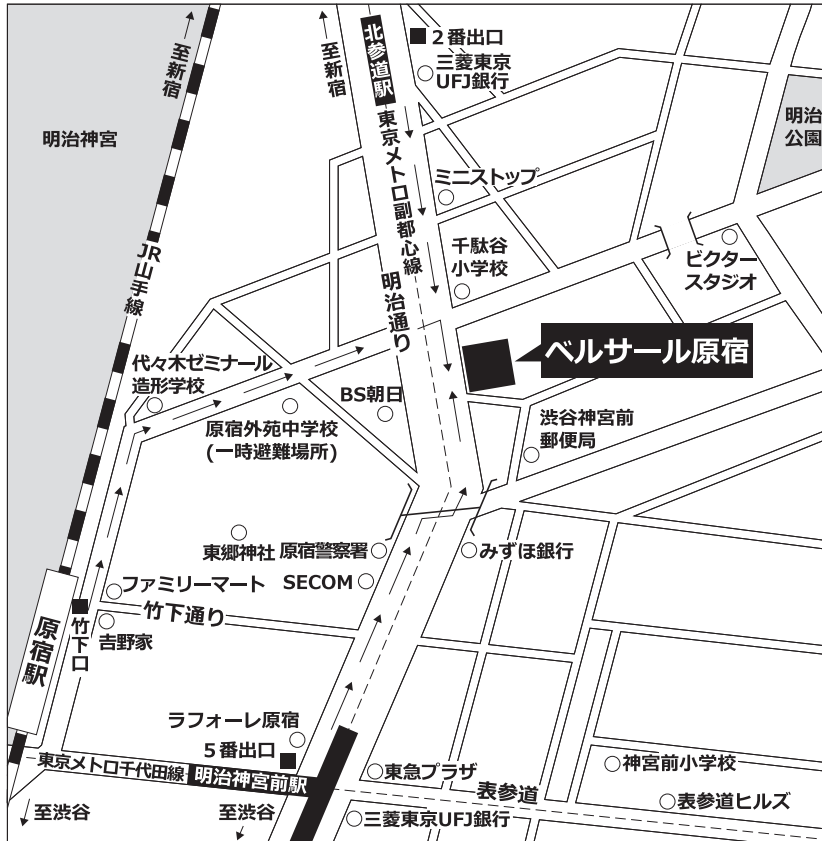 至新宿
至新宿
北参道駅
2番出口
三菱東京
UFJ銀行
明治神宮
明治
公園
東京メトロ副都心線
ミニストップ
千駄谷
小学校
ビクター
スタジオ
JR山手線
明治通り
ベルサール原宿
代々木ゼミナール
造形学校
BS朝日
原宿外苑中学校
(一時避難場所)
渋谷神宮前
郵便局
東郷神社
原宿警察署
みずほ銀行
ファミリーマート
SECOM
竹下通り
吉野家
竹下口
原宿駅
ラフォーレ原宿
5番出口
東京メトロ千代田線
明治神宮前駅
東急プラザ
表参道
神宮前小学校
表参道ヒルズ
至渋谷
至渋谷
三菱東京UFJ銀行